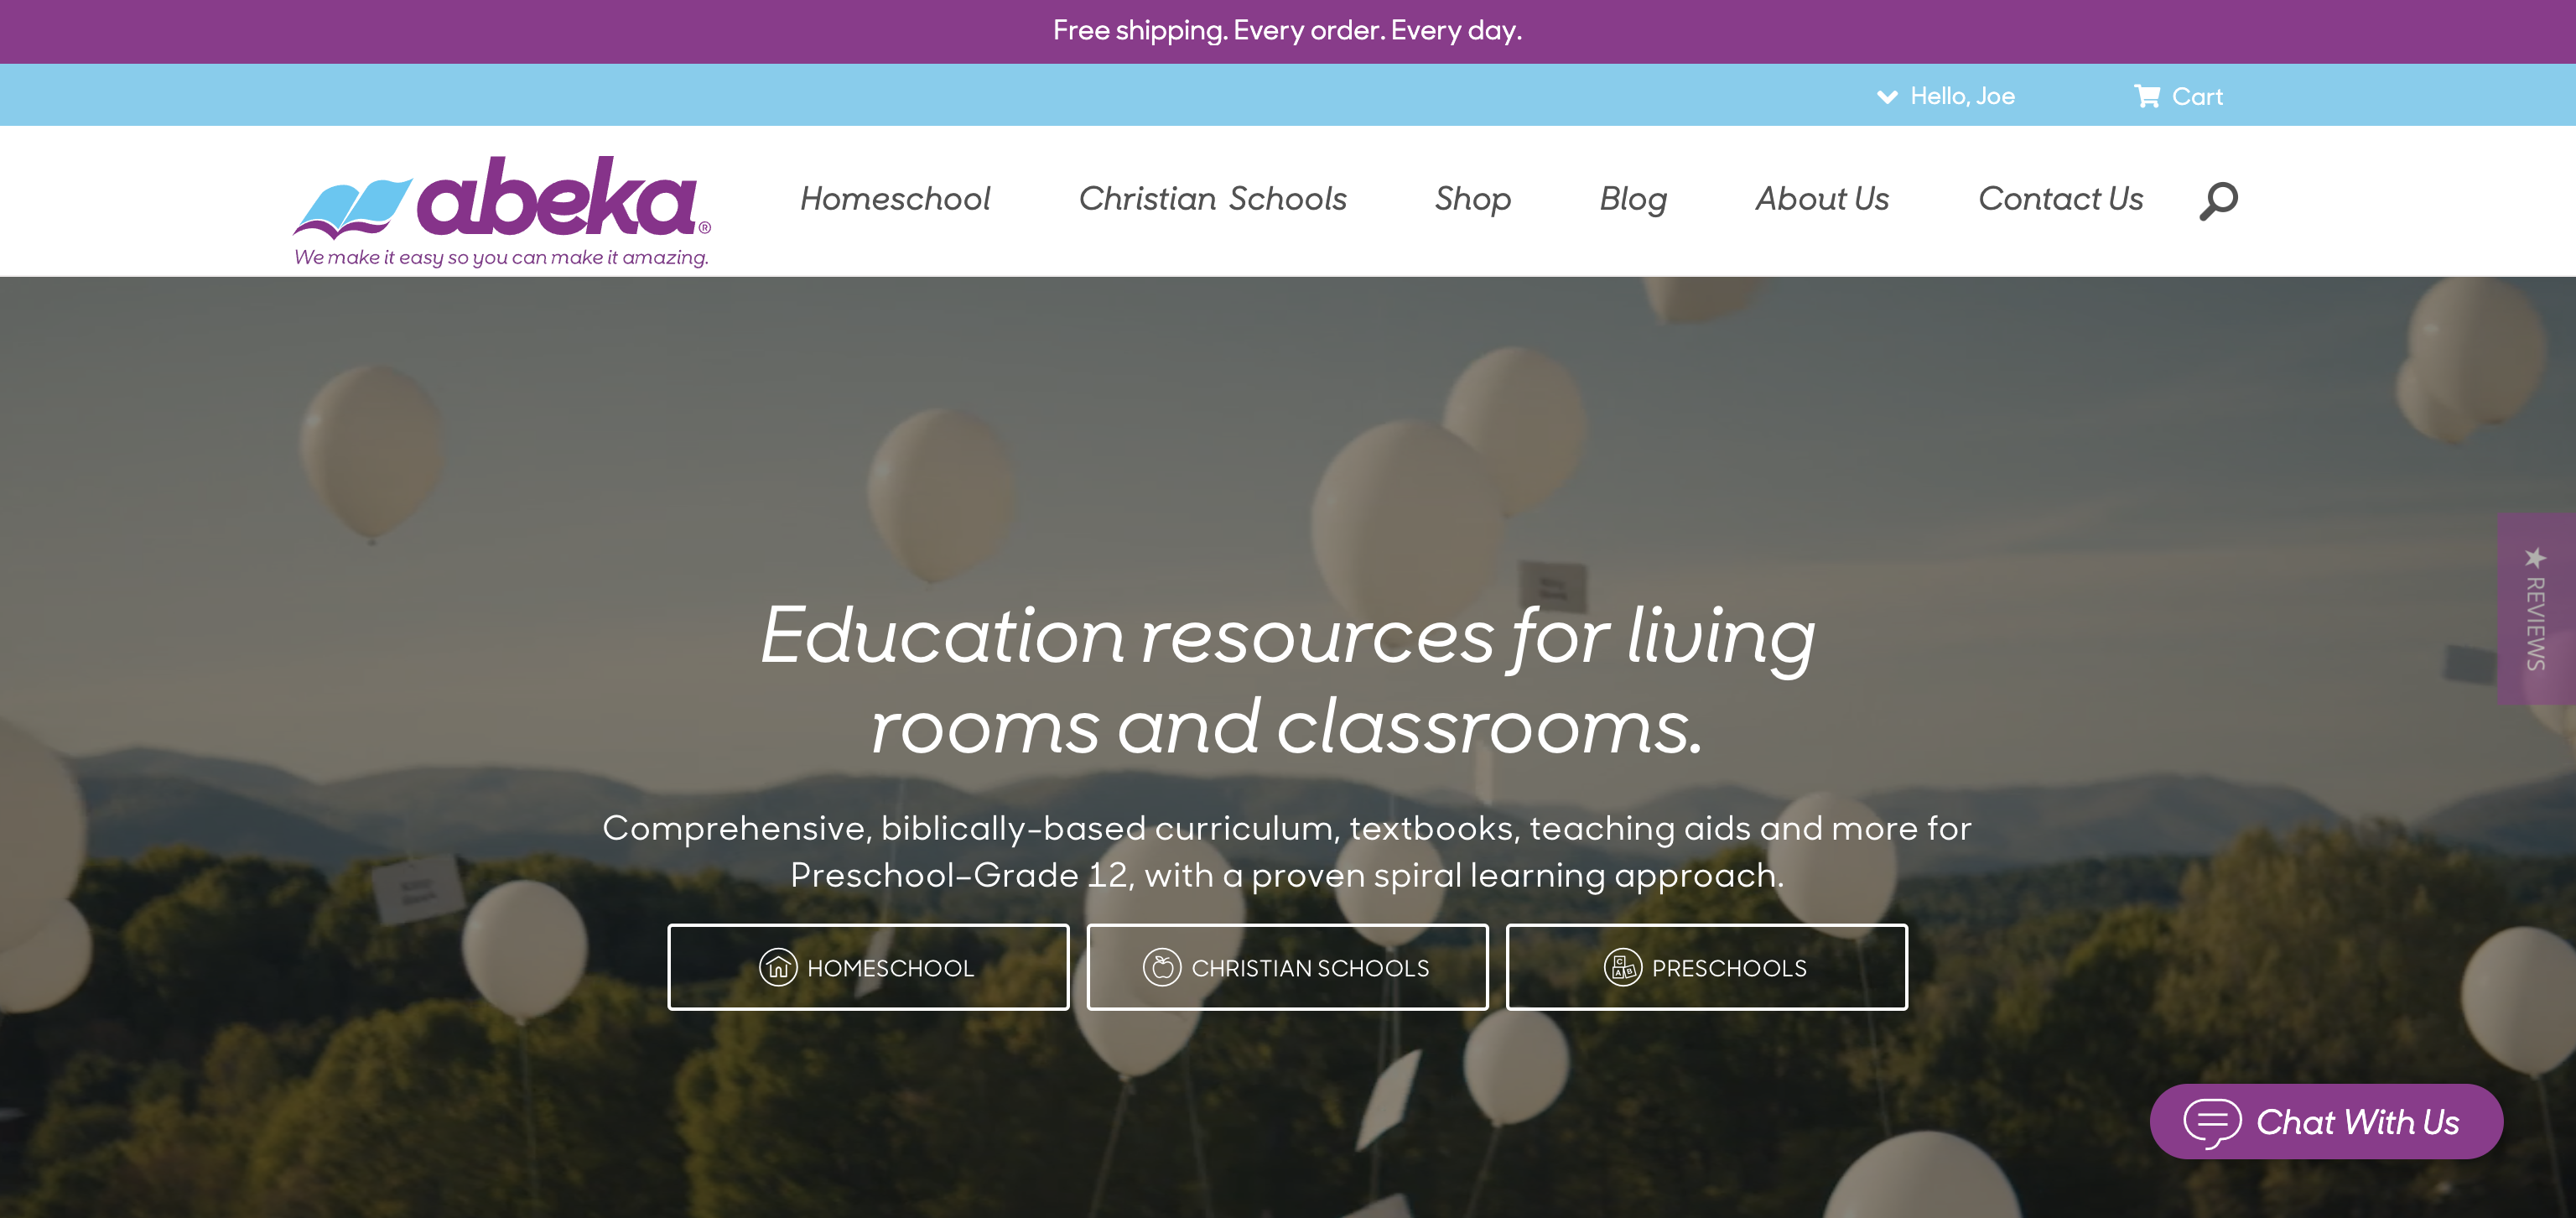 Free shipping. Every order. Every day.
Hello, Joe
Cart
abeka®
We make it easy so you can make it amazing.
Homeschool
Christian Schools
Shop
Blog
About Us
Contact Us
Education resources for living
rooms and classrooms.
Comprehensive, biblically-based curriculum, textbooks, teaching aids and more for
Preschool–Grade 12, with a proven spiral learning approach.
HOMESCHOOL
CHRISTIAN SCHOOLS
C
A B
PRESCHOOLS
★ REVIEWS
Chat With Us